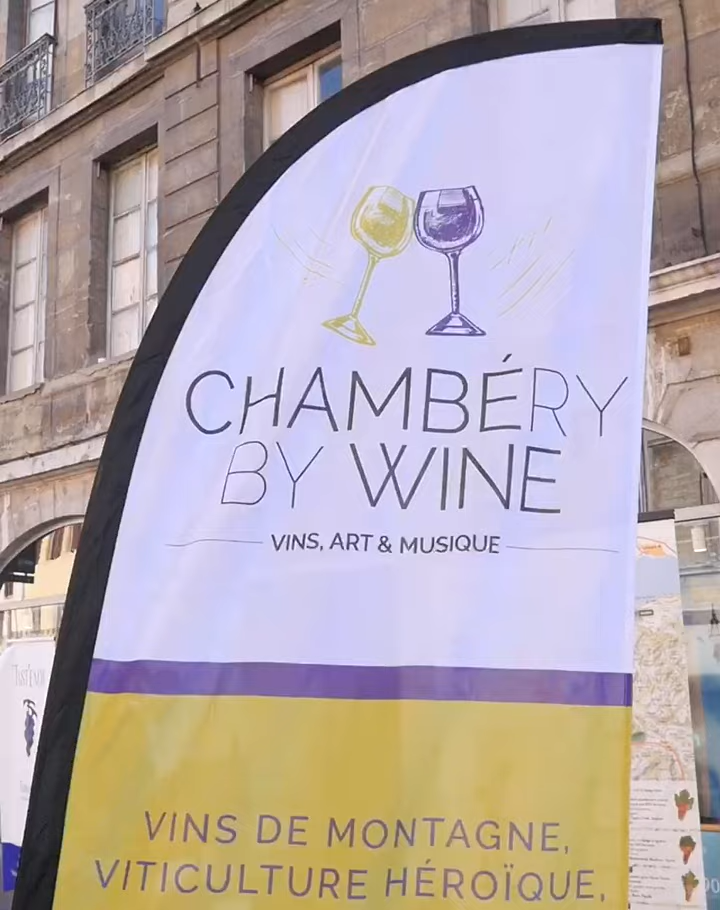 CHAMBÉRY
BY WINE
VINS, ART & MUSIQUE
VINS DE MONTAGNE,
VITICULTURE HÉROÏQUE,